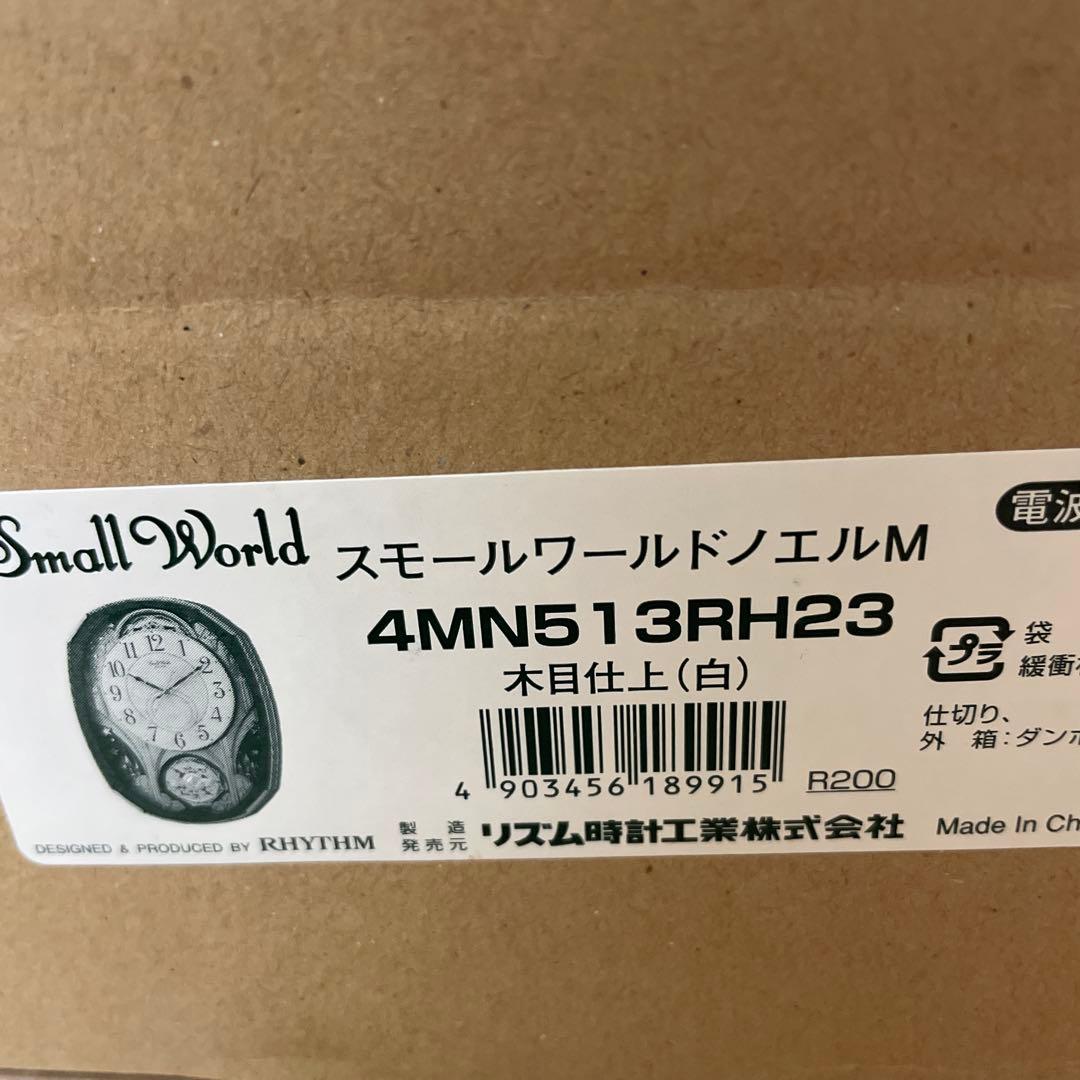 Small World
スモールワールドノエルM
電波
4MN513RH23
木目仕上(白)
プラ
袋
緩衝
仕切り、
外 箱:ダンボ
4 903456 189915
R200
DESIGNED & PRODUCED BY RHYTHM
製 造
発売元
リズム時計工業株式会社
Made In Ch